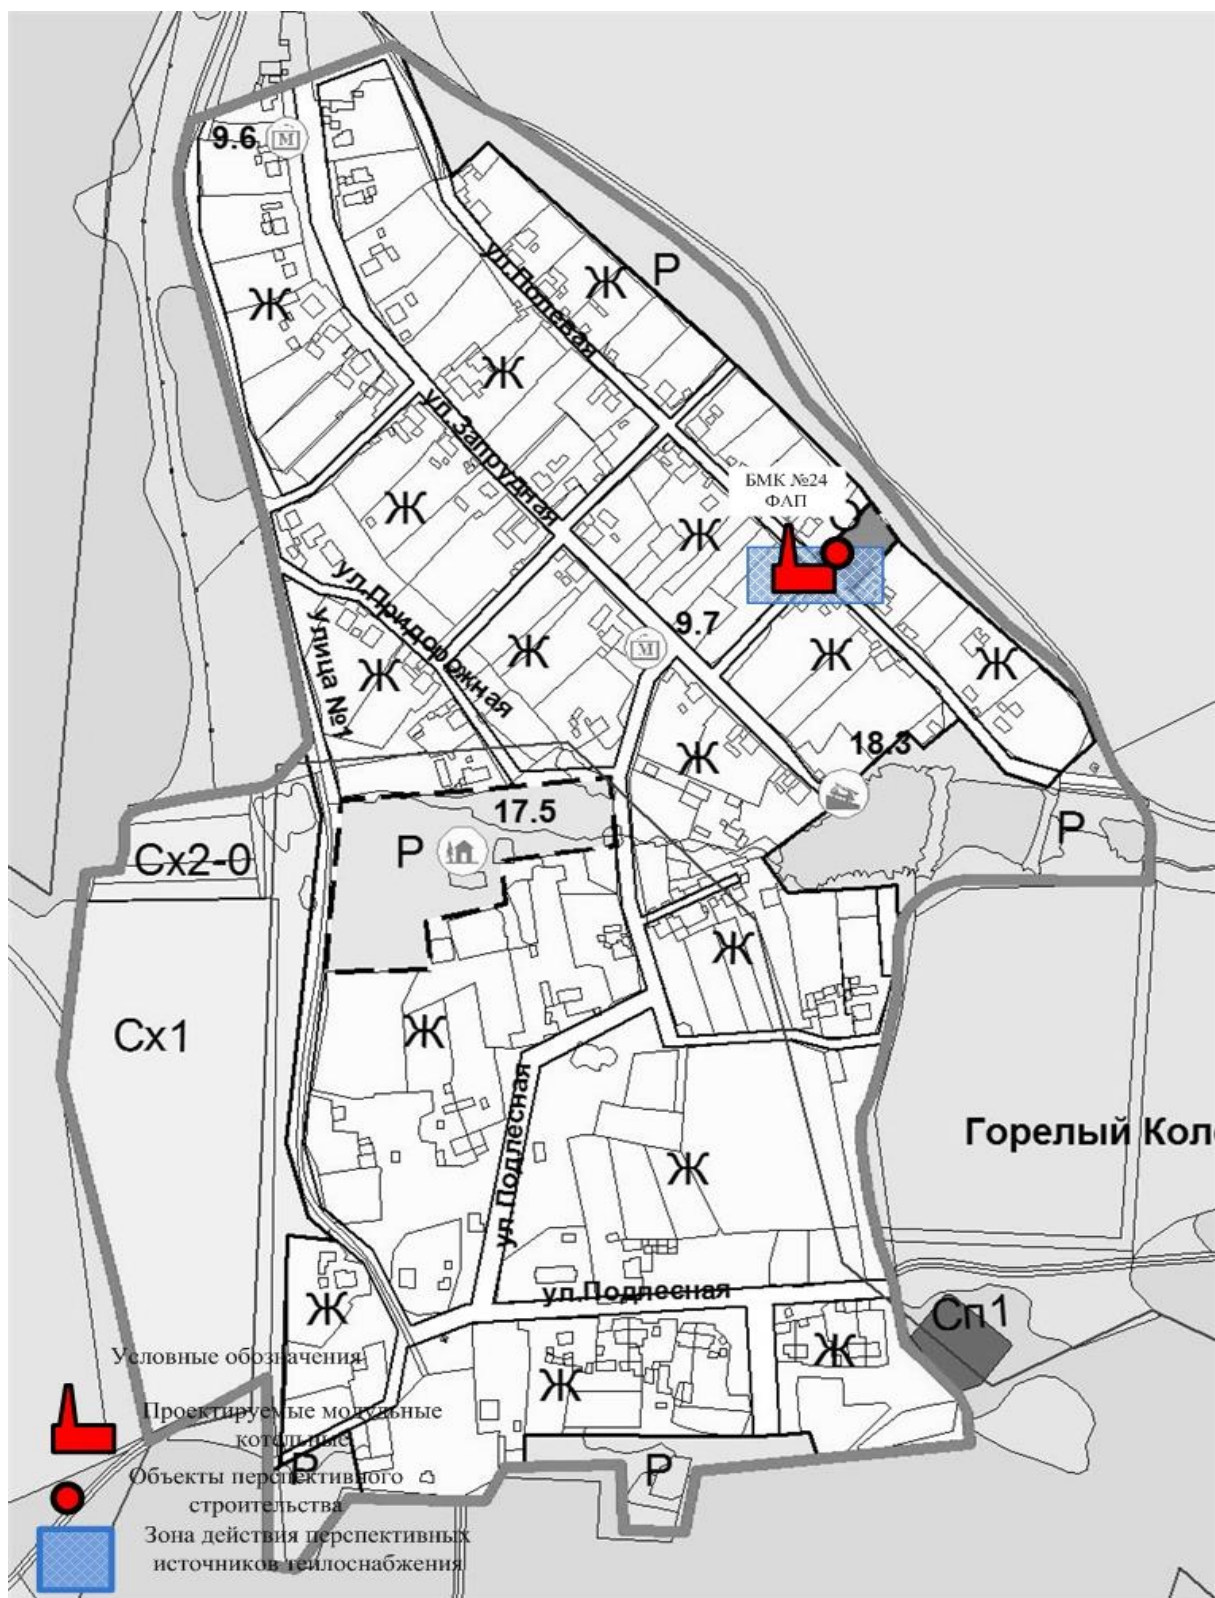 9.6
М
Ж
Р
Ж
ул.Полевая
Ж
ул.Запрудная
БМК №24
ФАП
Ж
Ж
ул.Придорожная
Улица №1
9.7
М
Ж
Ж
Ж
Ж
Ж
18.3
17.5
Р
Р
Сх2-0
Ж
Сх1
Ж
ул.Подлесная
Горелый Кол
Ж
ул.Подлесная
Сп1
Ж
Ж
Ж
Р
Р
Условные обозначения
Проектируемые модульные
котельные
Объекты перспективного
строительства
Зона действия перспективных
источников теплоснабжения